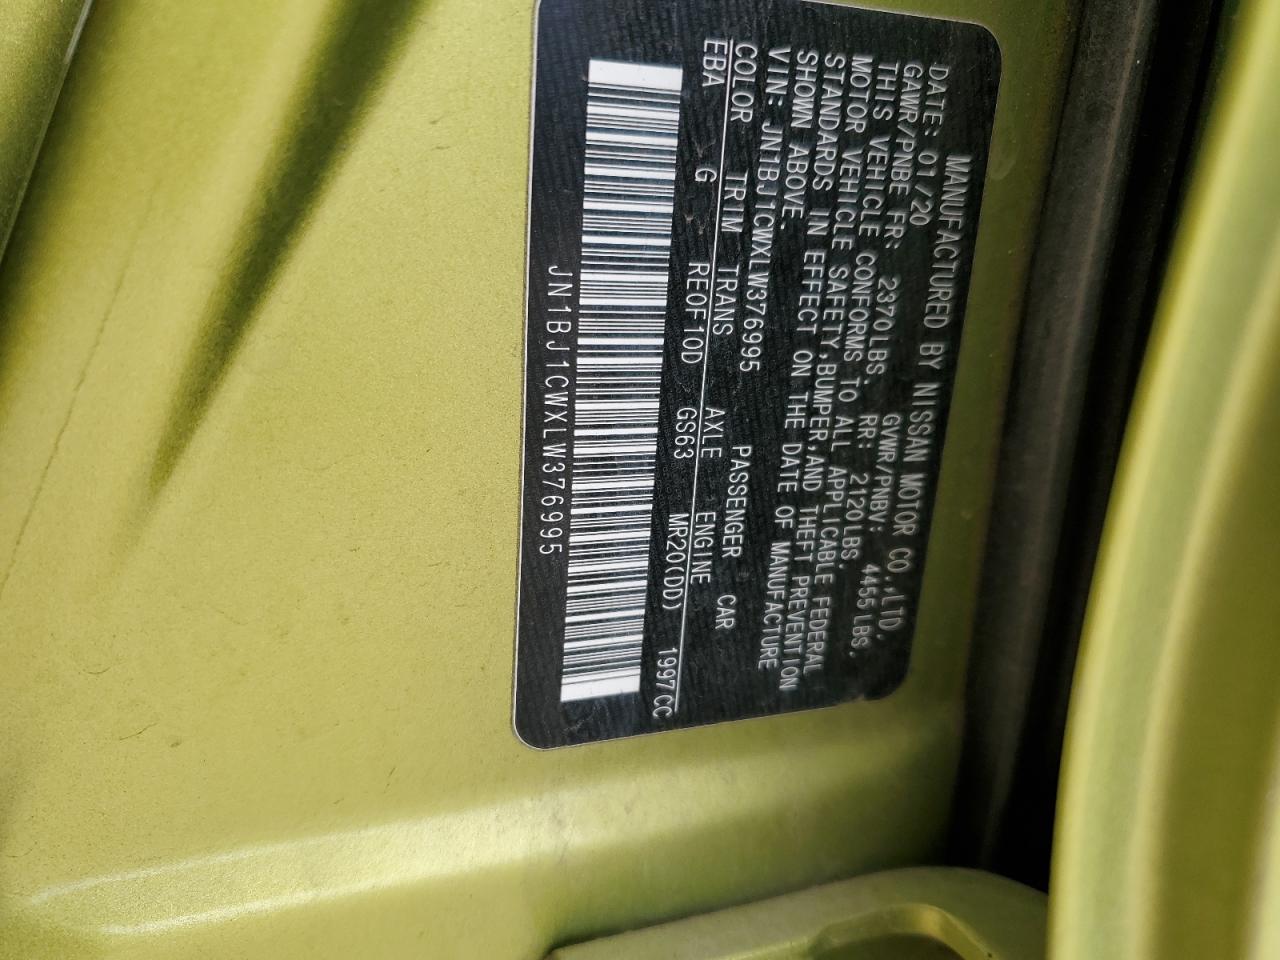 MANUFACTURED BY NISSAN MOTOR CO.,LTD.
DATE: 01/20 GVWR/PNBV: 4455 LBS.
GAWR/PNBE FR: 2370LBS. RR: 2120LBS.
THIS VEHICLE CONFORMS TO ALL APPLICABLE FEDERAL
MOTOR VEHICLE SAFETY,BUMPER,AND THEFT PREVENTION
STANDARDS IN EFFECT ON THE DATE OF MANUFACTURE
SHOWN ABOVE.
VIN: JN1BJ1CWXLW376995 PASSENGER CAR
COLOR TRIM TRANS AXLE ENGINE
EBA G RE0F10D GS63 MR20(DD) 1997CC
JN1BJ1CWXLW376995